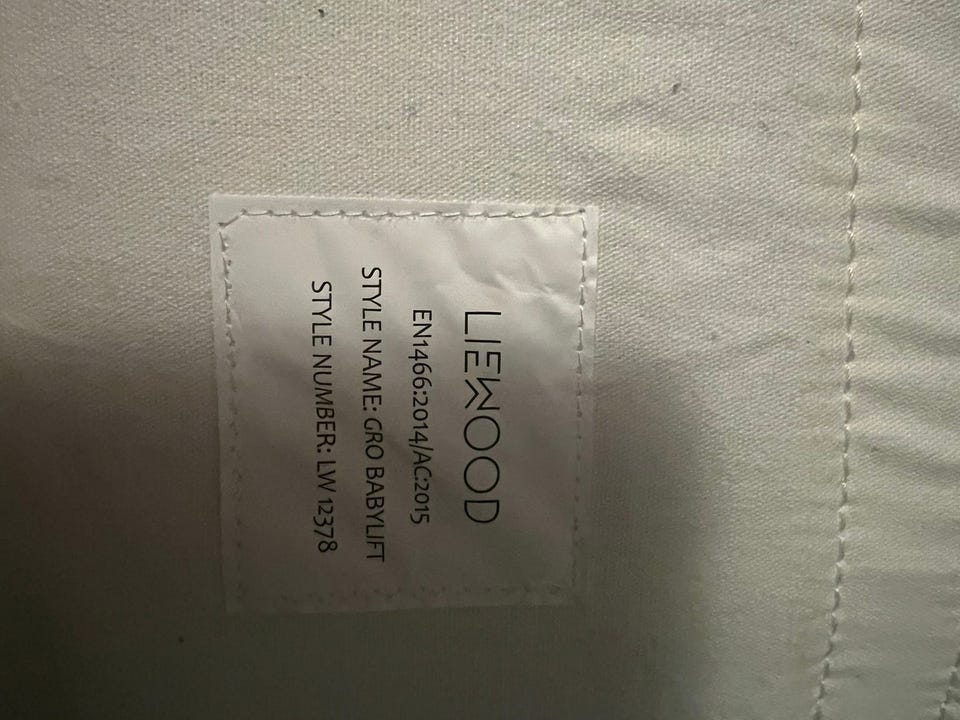 LIEWOOD
EN1466:2014/AC:2015
STYLE NAME: GRO BABYLIFT
STYLE NUMBER: LW 12378